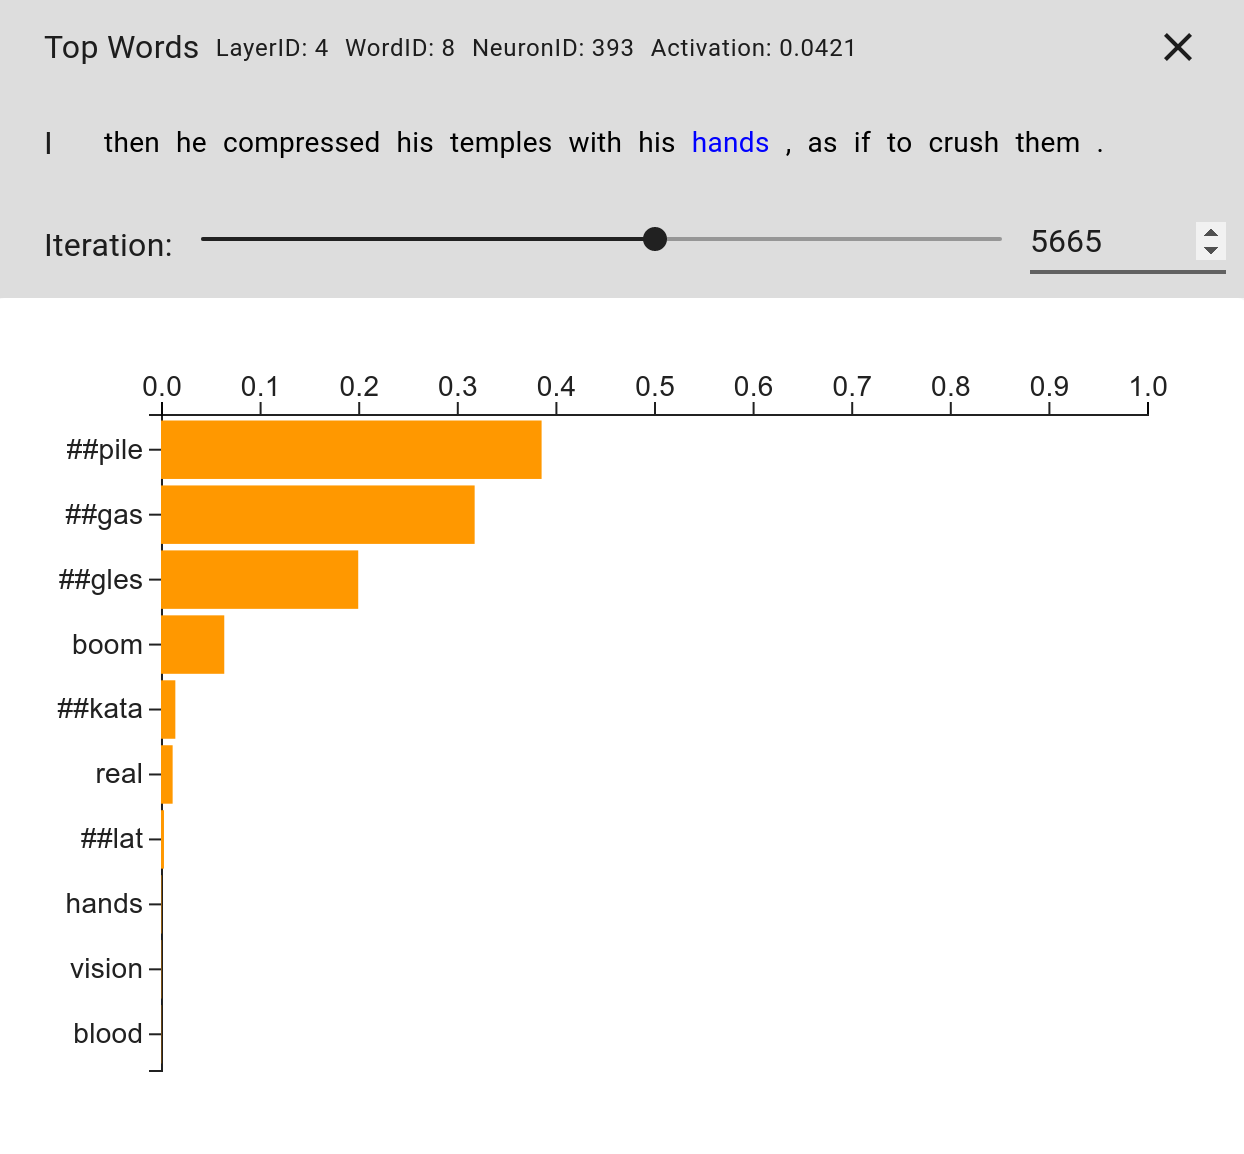 Top Words LayerID: 4 WordID: 8 NeuronID: 393 Activation: 0.0421
then he compressed his temples with his hands , as if to crush them .
Iteration: 5665
0.0 0.1 0.2 0.3 0.4 0.5 0.6 0.7 0.8 0.9 1.0
##pile
##gas
##gles
boom
##kata
real
##lat
hands
vision
blood